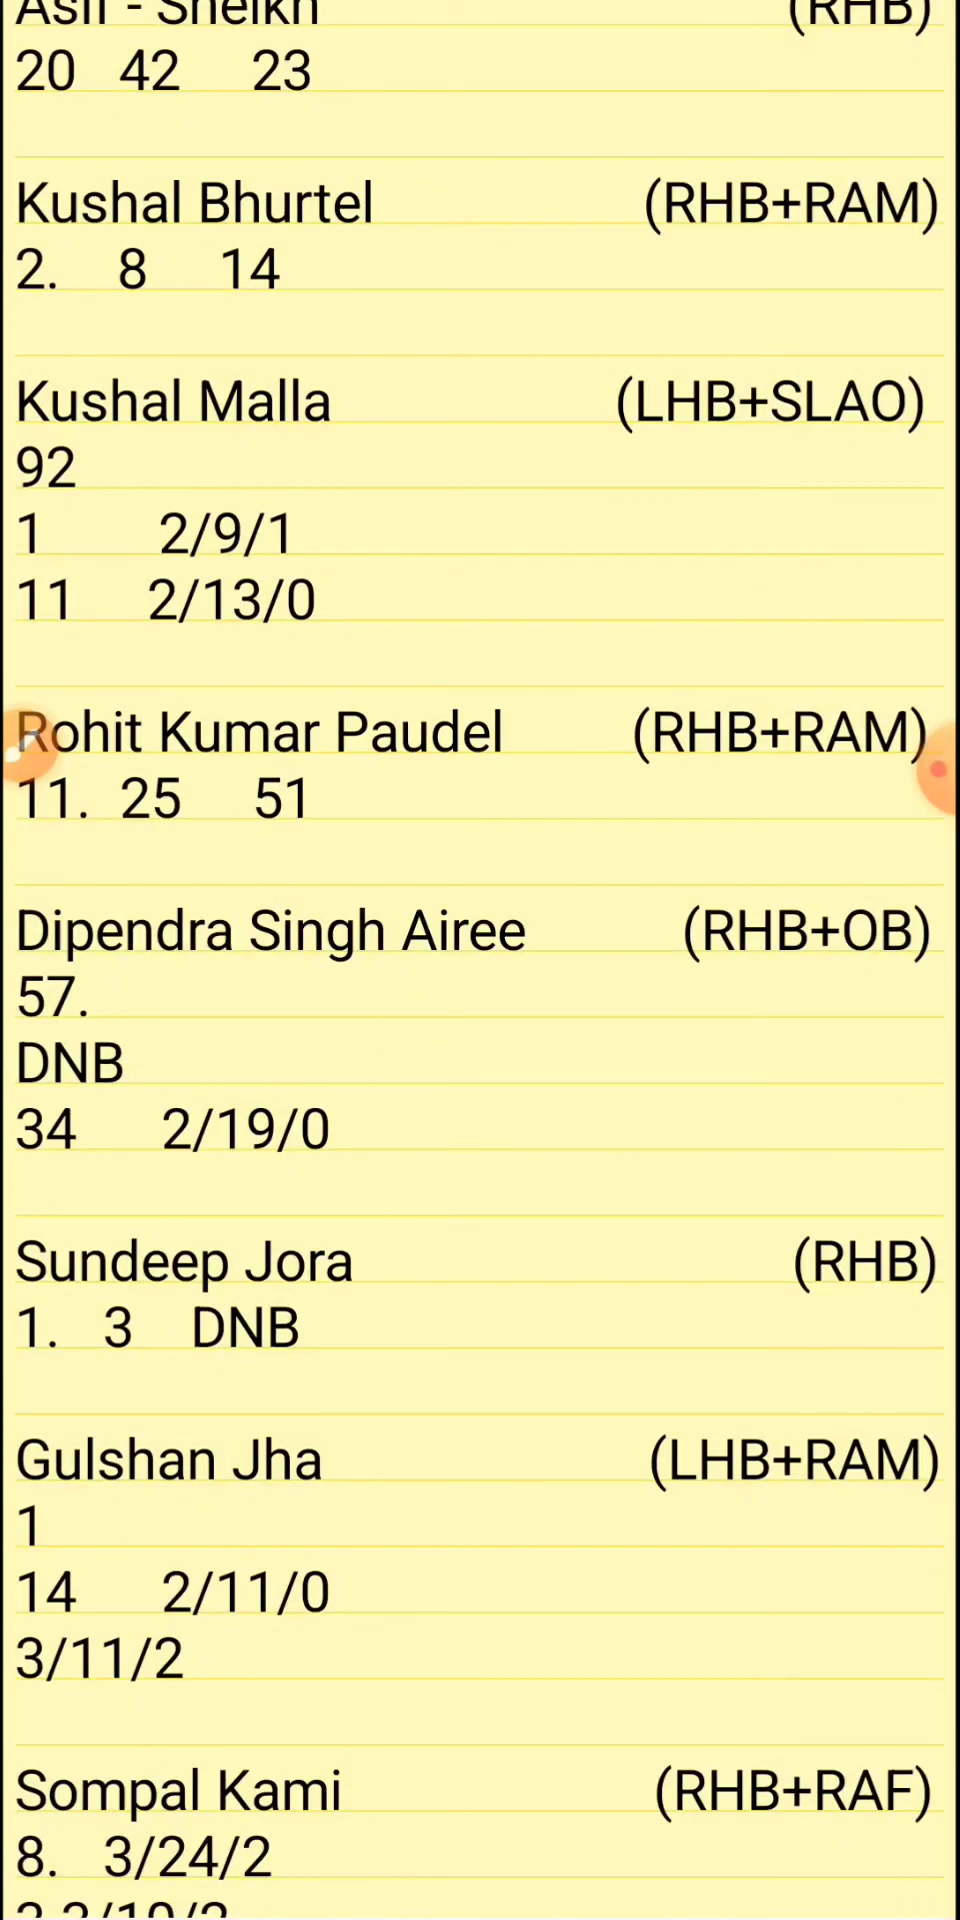 Asif - Sheikh (RHB)
20 42 23
Kushal Bhurtel (RHB+RAM)
2. 8 14
Kushal Malla (LHB+SLAO)
92
1 2/9/1
11 2/13/0
Rohit Kumar Paudel (RHB+RAM)
11. 25 51
Dipendra Singh Airee (RHB+OB)
57.
DNB
34 2/19/0
Sundeep Jora (RHB)
1. 3 DNB
Gulshan Jha (LHB+RAM)
1
14 2/11/0
3/11/2
Sompal Kami (RHB+RAF)
8. 3/24/2